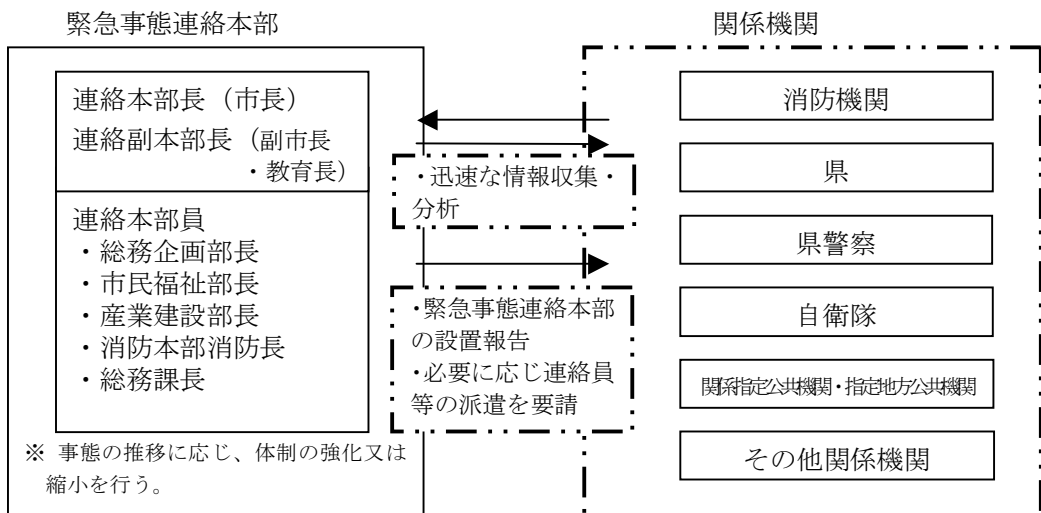 緊急事態連絡本部
連絡本部長（市長）
連絡副本部長（副市長
・教育長）
連絡本部員
・総務企画部長
・市民福祉部長
・産業建設部長
・消防本部消防長
・総務課長
※ 事態の推移に応じ、体制の強化又は
縮小を行う。
・迅速な情報収集・
分析
・緊急事態連絡本部
の設置報告
・必要に応じ連絡員
等の派遣を要請
関係機関
消防機関
県
県警察
自衛隊
関係指定公共機関・指定地方公共機関
その他関係機関